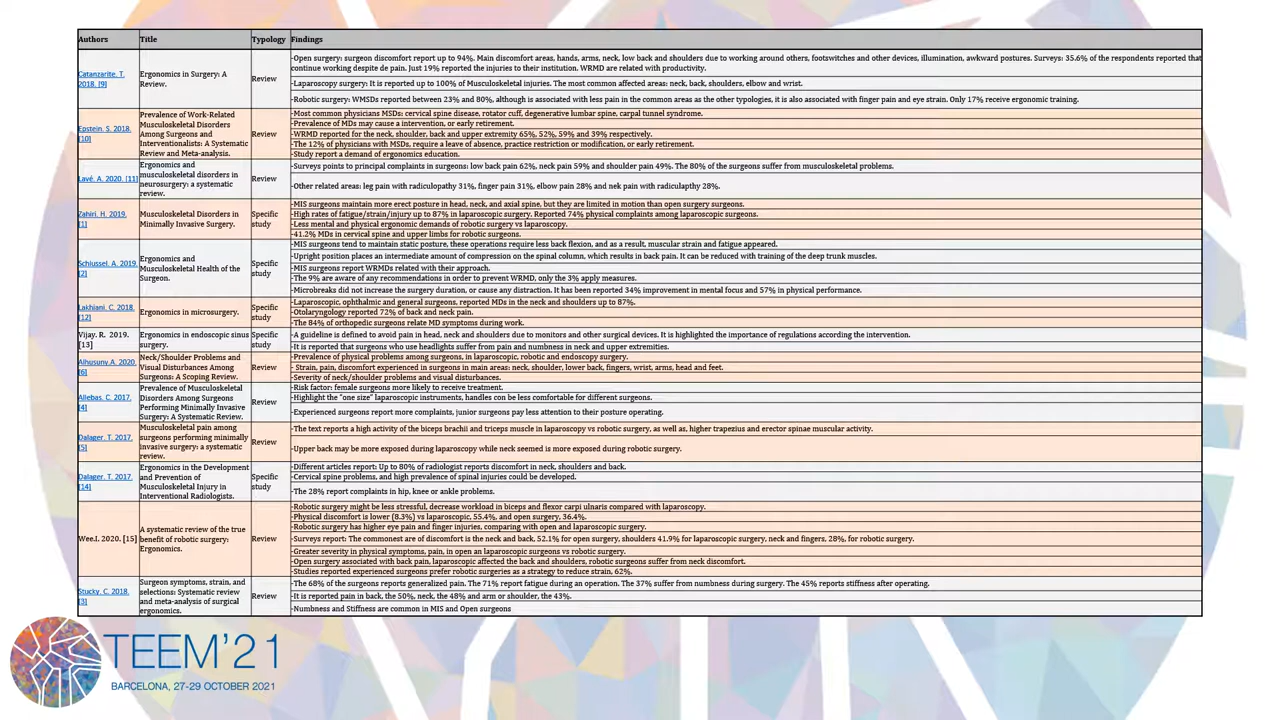 Authors Title Typology Findings
Catanzarite, T. 2018. [9]
Ergonomics in Surgery: A Review.
Review
-Open surgery: surgeon discomfort report up to 94%. Main discomfort areas, hands, arms, neck, low back and shoulders due to working around others, footswitches and other devices, illumination, awkward postures. Surveys: 35.6% of the respondents reported that
continue working despite de pain. Just 19% reported the injuries to their institution. WRMD are related with productivity.
-Laparoscopy surgery: It is reported up to 100% of Musculoskeletal injuries. The most common affected areas: neck, back, shoulders, elbow and wrist.
-Robotic surgery: WMSDs reported between 23% and 80%, although is associated with less pain in the common areas as the other typologies, it is also associated with finger pain and eye strain. Only 17% receive ergonomic training.
Epstein. S. 2018. [10]
Prevalence of Work-Related
Musculoskeletal Disorders
Among Surgeons and
Interventionalists: A Systematic
Review and Meta-analysis.
Review
-Most common physicians MSDs: cervical spine disease, rotator cuff, degenerative lumbar spine, carpal tunnel syndrome.
-Prevalence of MDs may cause a intervention, or early retirement.
-WRMD reported for the neck, shoulder, back and upper extremity 65%, 52%, 59% and 39% respectively.
-The 12% of physicians with MSDs, require a leave of absence, practice restriction or modification, or early retirement.
-Study report a demand of ergonomics education.
Lavé. A. 2020. [11]
Ergonomics and
musculoskeletal disorders in
neurosurgery: a systematic
review.
Review
-Surveys points to principal complaints in surgeons: low back pain 62%, neck pain 59% and shoulder pain 49%. The 80% of the surgeons suffer from musculoskeletal problems.
-Other related areas: leg pain with radiculopathy 31%, finger pain 31%, elbow pain 28% and nek pain with radiculapthy 28%.
Zahiri. H. 2019. [1]
Musculoskeletal Disorders in
Minimally Invasive Surgery.
Specific
study
-MIS surgeons maintain more erect posture in head, neck, and axial spine, but they are limited in motion than open surgery surgeons.
-High rates of fatigue/strain/injury up to 87% in laparoscopic surgery. Reported 74% physical complaints among laparoscopic surgeons.
-Less mental and physical ergonomic demands of robotic surgery vs laparoscopy.
-41.2% MDs in cervical spine and upper limbs for robotic surgeons.
Schlussel. A. 2019. [2]
Ergonomics and
Musculoskeletal Health of the
Surgeon.
Specific
study
-MIS surgeons tend to maintain static posture, these operations require less back flexion, and as a result, muscular strain and fatigue appeared.
-Upright position places an intermediate amount of compression on the spinal column, which results in back pain. It can be reduced with training of the deep trunk muscles.
-MIS surgeons report WRMDs related with their approach.
-The 9% are aware of any recommendations in order to prevent WRMD, only the 3% apply measures.
-Microbreaks did not increase the surgery duration, or cause any distraction. It has been reported 34% improvement in mental focus and 57% in physical performance.
Lakhiani. C. 2018. [12]
Ergonomics in microsurgery.
Specific
study
-Laparoscopic, ophthalmic and general surgeons, reported MDs in the neck and shoulders up to 87%.
-Otolaryngology reported 72% of back and neck pain.
-The 84% of orthopedic surgeons relate MD symptoms during work.
Vijay. R. 2019. [13]
Ergonomics in endoscopic sinus
surgery.
Specific
study
-A guideline is defined to avoid pain in head, neck and shoulders due to monitors and other surgical devices. It is highlighted the importance of regulations according the intervention.
-It is reported that surgeons who use headlights suffer from pain and numbness in neck and upper extremities.
Alhusuny.A. 2020. [6]
Neck/Shoulder Problems and
Visual Disturbances Among
Surgeons: A Scoping Review.
Review
-Prevalence of physical problems among surgeons, in laparoscopic, robotic and endoscopy surgery.
- Strain, pain, discomfort experienced in surgeons in main areas: neck, shoulder, lower back, fingers, wrist, arms, head and feet.
-Severity of neck/shoulder problems and visual disturbances.
Allebas. C. 2017. [4]
Prevalence of Musculoskeletal
Disorders Among Surgeons
Performing Minimally Invasive
Surgery: A Systematic Review.
Review
-Risk factor: female surgeons more likely to receive treatment.
-Highlight the "one size" laparoscopic instruments, handles can be less comfortable for different surgeons.
-Experienced surgeons report more complaints, junior surgeons pay less attention to their posture operating.
Dalager. T. 2017. [5]
Musculoskeletal pain among
surgeons performing minimally
invasive surgery: a systematic
review.
Review
-The text reports a high activity of the biceps brachii and triceps muscle in laparoscopy vs robotic surgery, as well as, higher trapezius and erector spinae muscular activity.
-Upper back may be more exposed during laparoscopy while neck seemed is more exposed during robotic surgery.
Dalager. T. 2017. [14]
Ergonomics in the Development
and Prevention of
Musculoskeletal Injury in
Interventional Radiologists.
Specific
study
-Different articles report: Up to 80% of radiologist reports discomfort in neck, shoulders and back.
-Cervical spine problems, and high prevalence of spinal injuries could be developed.
-The 28% report complaints in hip, knee or ankle problems.
Wee.I. 2020. [15]
A systematic review of the true
benefit of robotic surgery:
Ergonomics.
Review
-Robotic surgery might be less stressful, decrease workload in biceps and flexor carpi ulnaris compared with laparoscopy.
-Physical discomfort is lower (8.3%) vs laparoscopic, 55.4%, and open surgery, 36.4%.
-Robotic surgery has higher eye pain and finger injuries, comparing with open and laparoscopic surgery.
-Surveys report: The commonest are of discomfort is the neck and back, 52.1% for open surgery, shoulders 41.9% for laparoscopic surgery, neck and fingers, 28%, for robotic surgery.
-Greater severity in physical symptoms, pain, in open an laparoscopic surgeons vs robotic surgery.
-Open surgery associated with back pain, laparoscopic affected the back and shoulders, robotic surgeons suffer from neck discomfort.
-Studies reported experienced surgeons prefer robotic surgeries as a strategy to reduce strain, 62%.
Stucky. C. 2018. [3]
Surgeon symptoms, strain, and
selections: Systematic review
and meta-analysis of surgical
ergonomics.
Review
-The 68% of the surgeons reports generalized pain. The 71% report fatigue during an operation. The 37% suffer from numbness during surgery. The 45% reports stiffness after operating.
-It is reported pain in back, the 50%, neck, the 48% and arm or shoulder, the 43%.
-Numbness and Stiffness are common in MIS and Open surgeons
TEEM'21
BARCELONA, 27-29 OCTOBER 2021